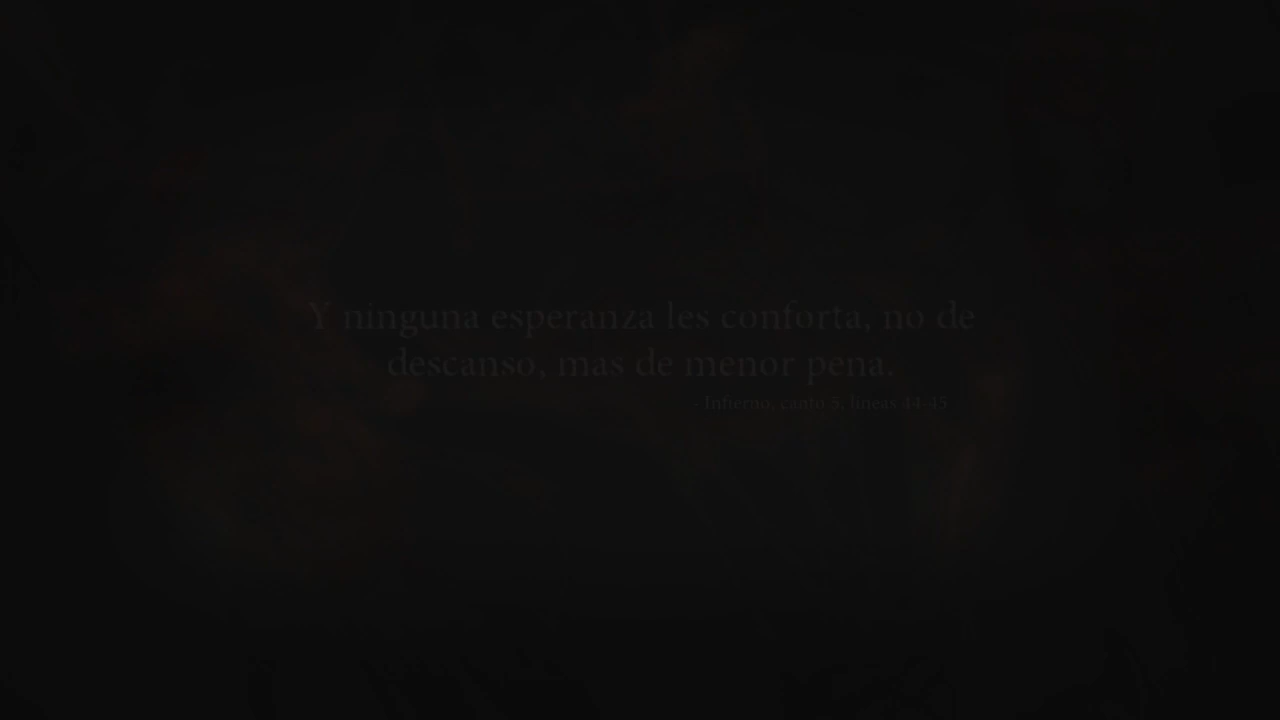 Y ninguna esperanza les conforta, no de
descanso, mas de menor pena.
- Infierno, canto 5; líneas 44-45